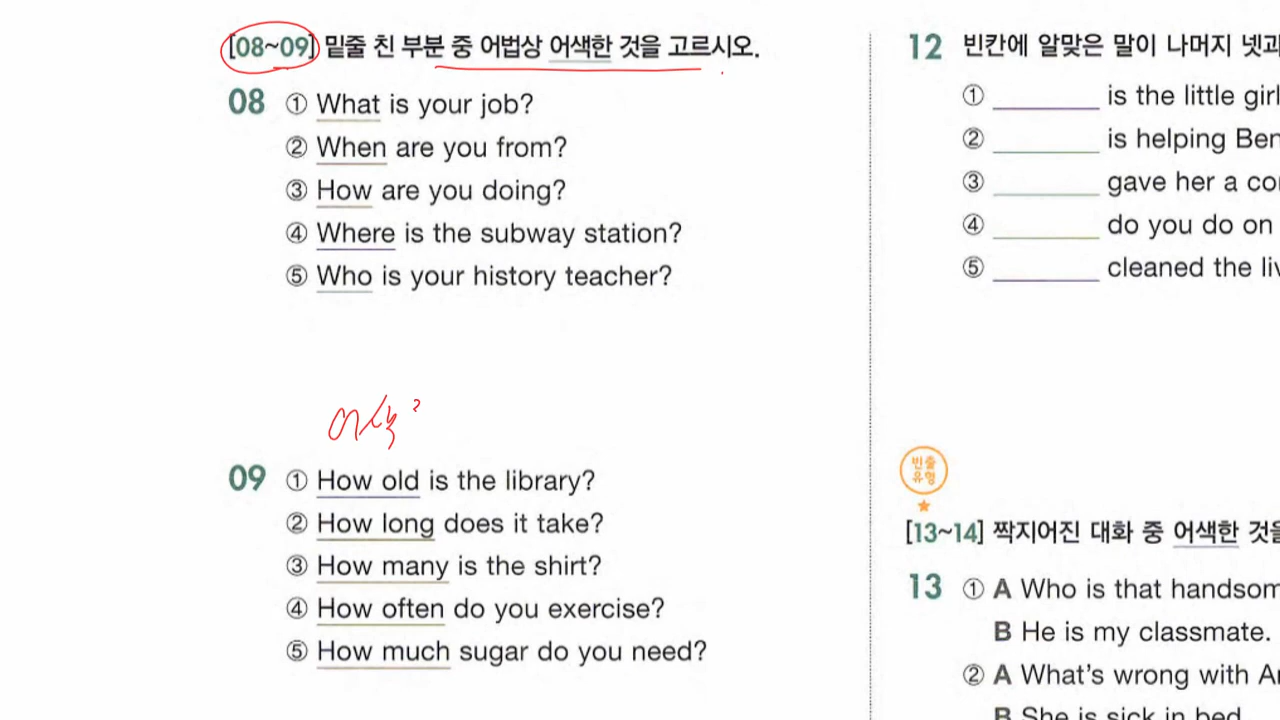 [08~09] 밑줄 친 부분 중 어법상 어색한 것을 고르시오.
08 ① What is your job?
② When are you from?
③ How are you doing?
④ Where is the subway station?
⑤ Who is your history teacher?
어색?
09 ① How old is the library?
② How long does it take?
③ How many is the shirt?
④ How often do you exercise?
⑤ How much sugar do you need?
12 빈칸에 알맞은 말이 나머지 넷과
① ________ is the little girl
② ________ is helping Ben
③ ________ gave her a
④ ________ do you do on
⑤ ________ cleaned the
빈출
유형
[13~14] 짝지어진 대화 중 어색한 것을
13 ① A Who is that handsom
B He is my classmate.
② A What's wrong with
B She is sick in bed.